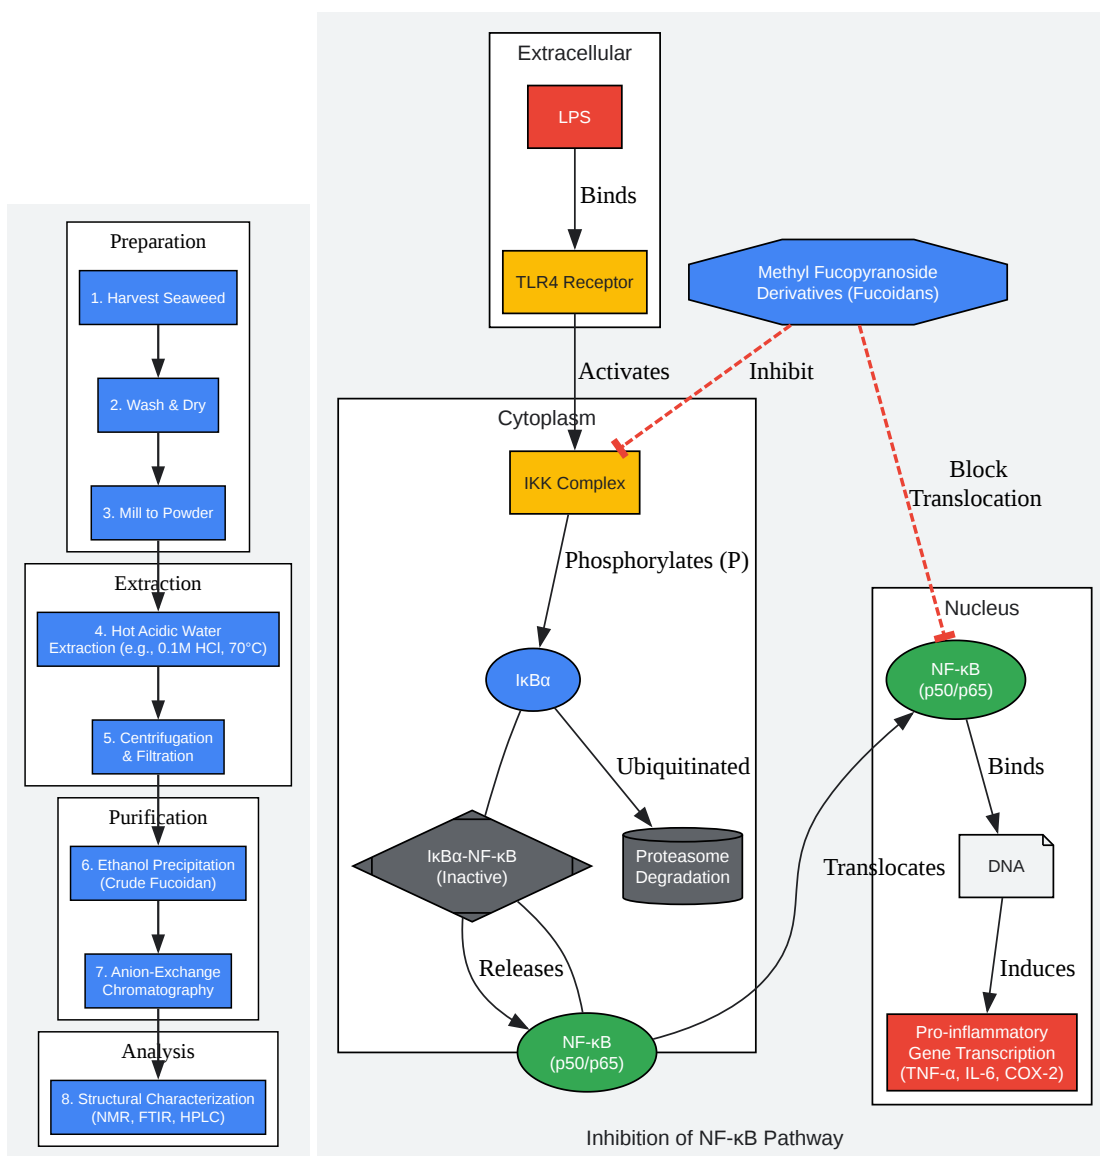 Preparation
1. Harvest Seaweed
2. Wash & Dry
3. Mill to Powder
Extraction
4. Hot Acidic Water
Extraction (e.g., 0.1M HCl, 70°C)
5. Centrifugation
& Filtration
Purification
6. Ethanol Precipitation
(Crude Fucoidan)
7. Anion-Exchange
Chromatography
Analysis
8. Structural Characterization
(NMR, FTIR, HPLC)
Extracellular
LPS
Binds
TLR4 Receptor
Methyl Fucopyranoside
Derivatives (Fucoidans)
Activates
Inhibit
Cytoplasm
IKK Complex
Block
Translocation
Phosphorylates (P)
Nucleus
IκBα
NF-κB
(p50/p65)
Ubiquitinated
Binds
IκBα-NF-κB
(Inactive)
Proteasome
Degradation
Translocates
DNA
Releases
Induces
NF-κB
(p50/p65)
Pro-inflammatory
Gene Transcription
(TNF-α, IL-6, COX-2)
Inhibition of NF-κB Pathway